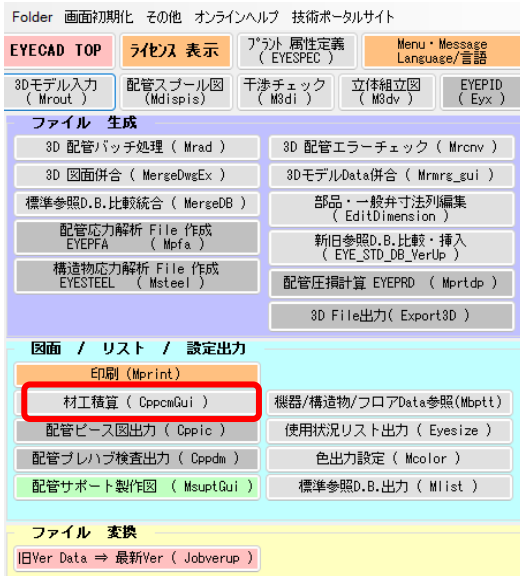 Folder 画面初期化 その他 オンラインヘルプ 技術ポータルサイト
EYECAD TOP
ライセンス 表示
プラント 属性定義
( EYESPEC )
Menu・Message
Language/言語
3Dモデル入力
( Mrout )
配管スプール図
(Mdispis)
干渉チェック
( M3di )
立体組立図
( M3dv )
EYEPID
( Eyx )
ファイル 生成
3D 配管バッチ処理 ( Mrad )
3D 配管エラーチェック ( Mrcnv )
3D 図面併合 ( MergeDwgEx )
3DモデルData併合 ( Mrmrg_gui )
標準参照D.B.比較統合 ( MergeDB )
部品・一般弁寸法列編集
( EditDimension )
配管応力解析 File 作成
EYEPFA ( Mpfa )
新旧参照D.B.比較・挿入
( EYE_STD_DB_VerUp )
構造物応力解析 File 作成
EYESTEEL ( Msteel )
配管圧損計算 EYEPRD ( Mprtdp )
3D File出力( Export3D )
図面 / リスト / 設定出力
印刷 (Mprint)
材工積算 ( CppcmGui )
機器/構造物/フロアData参照(Mbptt)
配管ピース図出力 ( Cppic )
使用状況リスト出力 ( Eyesize )
配管プレハブ検査出力 ( Cppdm )
色出力設定 ( Mcolor )
配管サポート製作図 ( MsuptGui )
標準参照D.B.出力 ( Mlist )
ファイル 変換
旧Ver Data ⇒ 最新Ver ( Jobverup )